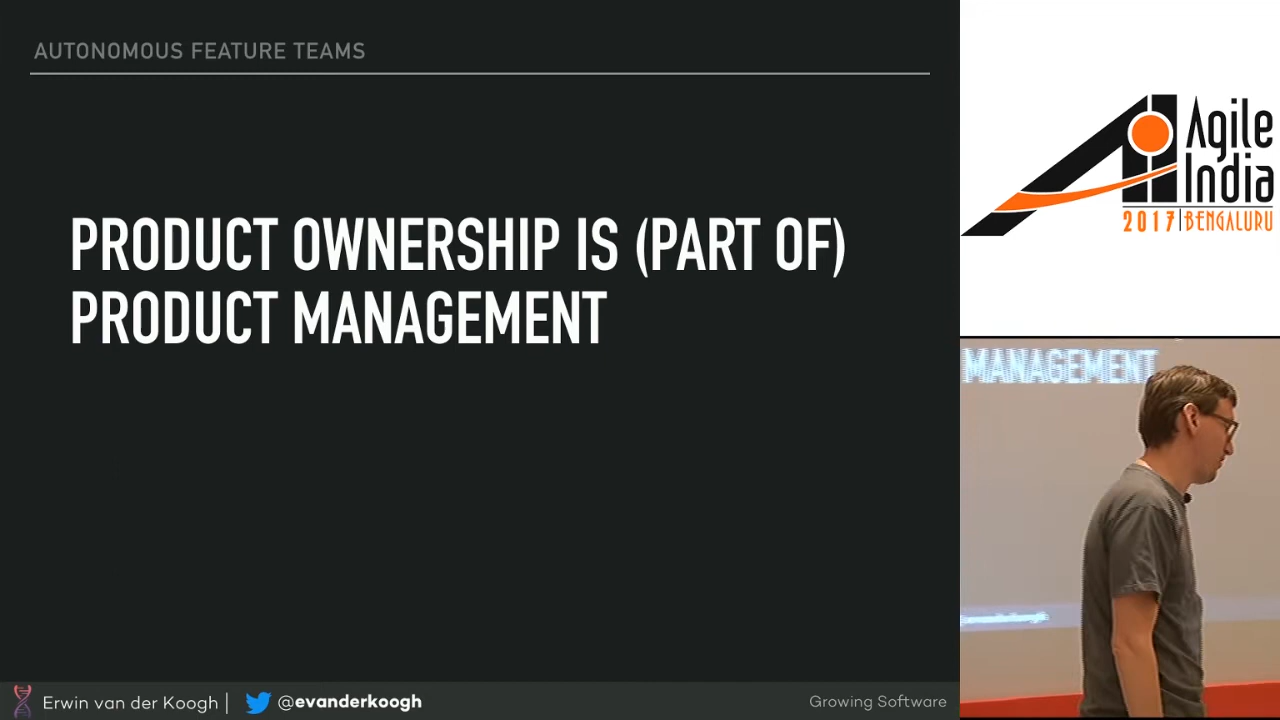 AUTONOMOUS FEATURE TEAMS
PRODUCT OWNERSHIP IS (PART OF)
PRODUCT MANAGEMENT
Erwin van der Koogh |
@evanderkoogh
Growing Software
Agile
India
2017 | BENGALURU
MANAGEMENT